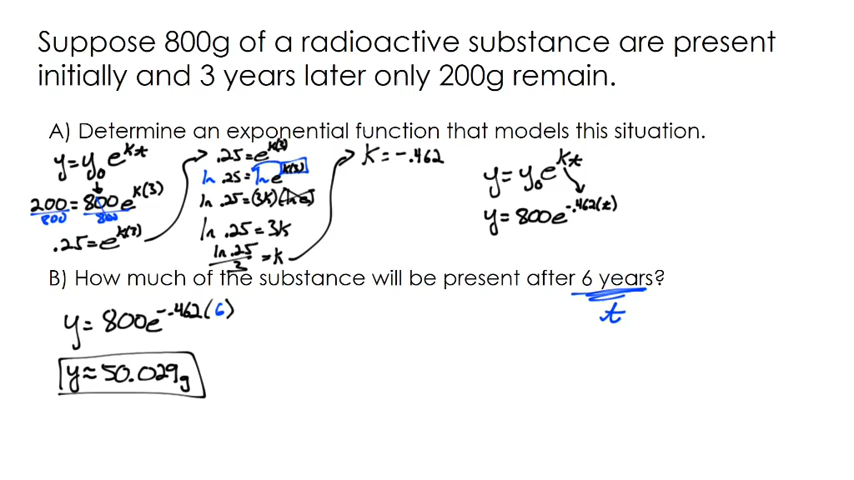 Suppose 800g of a radioactive substance are present
initially and 3 years later only 200g remain.
A) Determine an exponential function that models this situation.
y = y₀e^kt
200 = 800e^k(3)
800 800
.25 = e^k(3)
.25 = e^k(3)
ln .25 = ln e^k(3)
ln .25 = (3k)(ln e)
ln .25 = 3k
ln .25 / 3 = k
k = -.462
y = y₀e^kt
y = 800e^-.462(t)
B) How much of the substance will be present after 6 years?
t
y = 800e^-.462(6)
y ≈ 50.029g